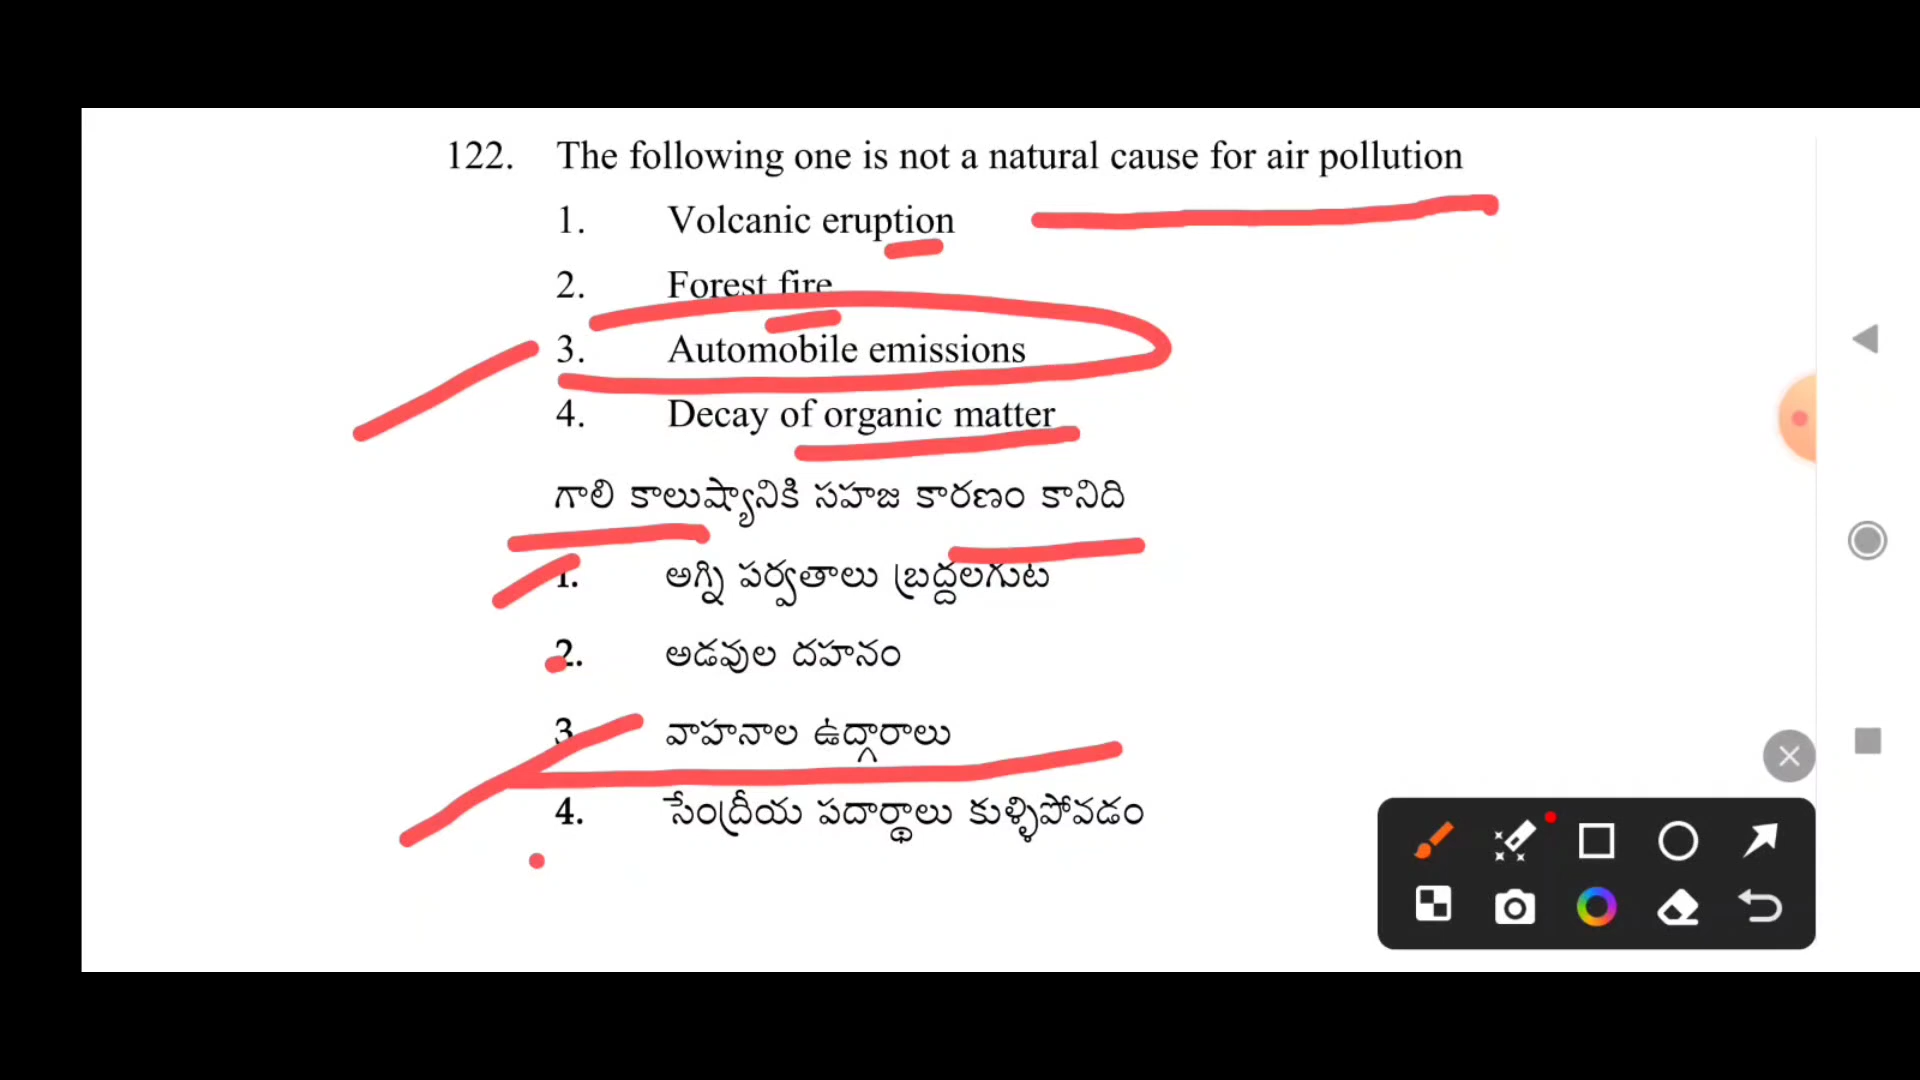 122. The following one is not a natural cause for air pollution
1. Volcanic eruption
2. Forest fire
3. Automobile emissions
4. Decay of organic matter
గాలి కాలుష్యానికి సహజ కారణం కానిది
1. అగ్ని పర్వతాలు బ్రద్దలగుట
2. అడవుల దహనం
3. వాహనాల ఉద్గారాలు
4. సేంద్రీయ పదార్థాలు కుళ్ళిపోవడం